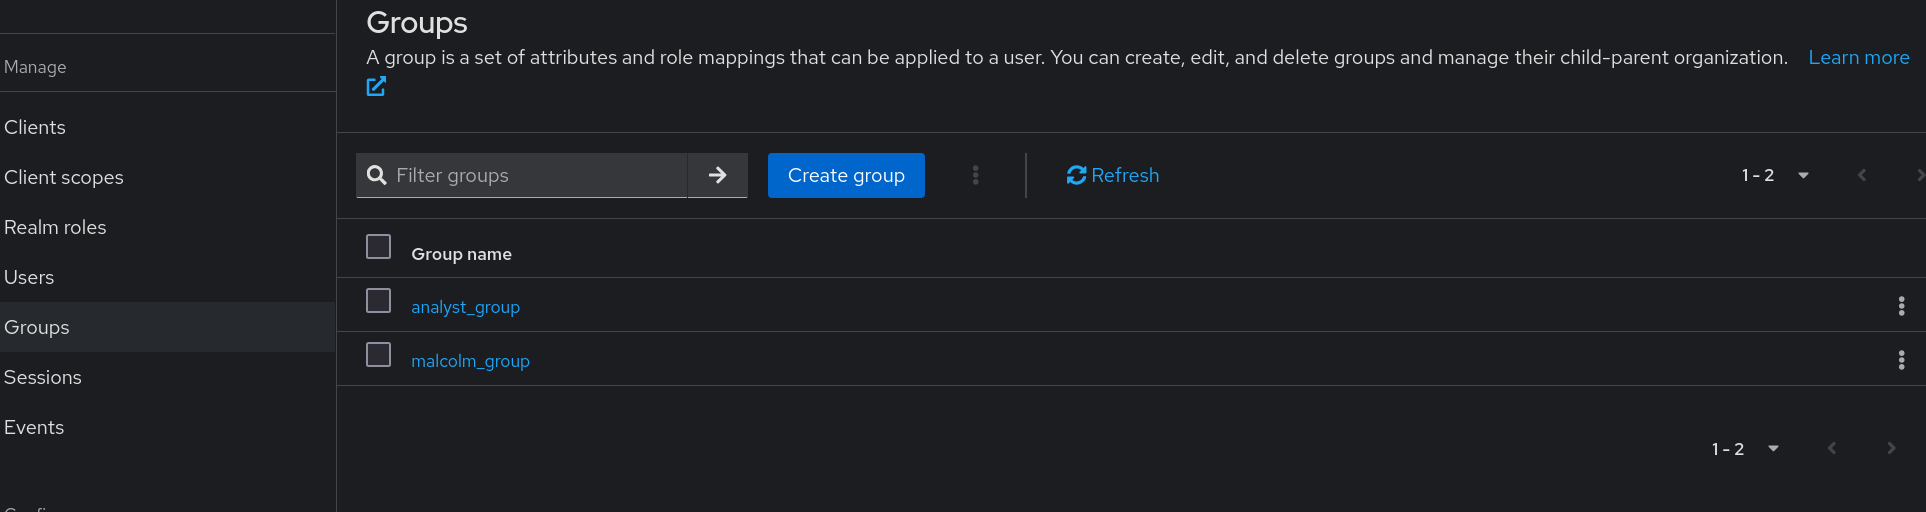 Manage
Clients
Client scopes
Realm roles
Users
Groups
Sessions
Events
Groups
A group is a set of attributes and role mappings that can be applied to a user. You can create, edit, and delete groups and manage their child-parent organization. Learn more
Filter groups
Create group
Refresh
1 - 2
Group name
analyst_group
malcolm_group
1 - 2